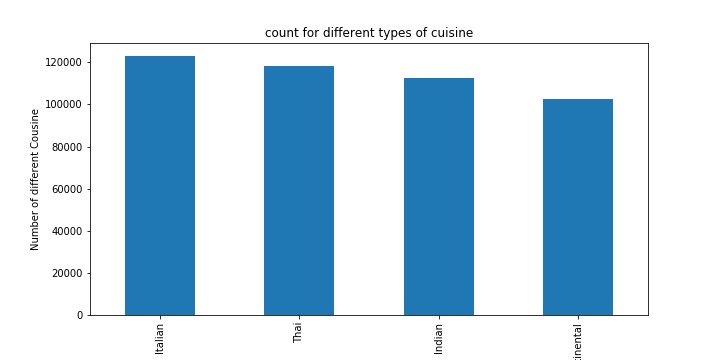 count for different types of cuisine
Number of different Cousine
120000
100000
80000
60000
40000
20000
0
Italian
Thai
Indian
tinental